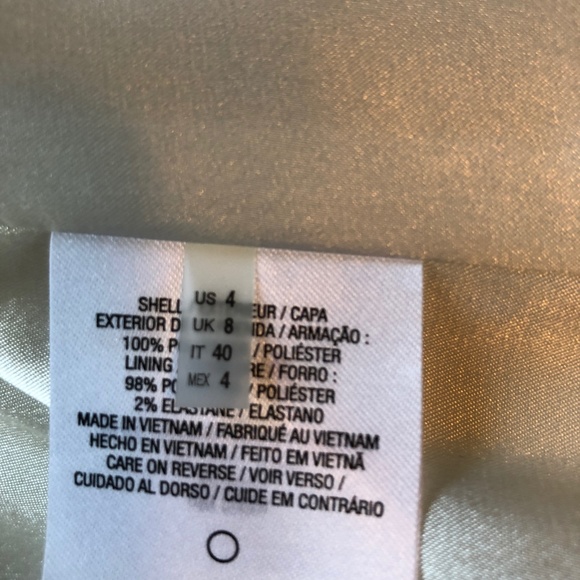 US 4
UK 8
IT 40
MEX 4
SHELL EUR / CAPA
EXTERIOR D IDA / ARMAÇÃO :
100% P / POLIÉSTER
LINING RE / FORRO :
98% PO / POLIÉSTER
2% ELASTANE / ELASTANO
MADE IN VIETNAM / FABRIQUÉ AU VIETNAM
HECHO EN VIETNAM / FEITO EM VIETNÃ
CARE ON REVERSE / VOIR VERSO /
CUIDADO AL DORSO / CUIDE EM CONTRÁRIO